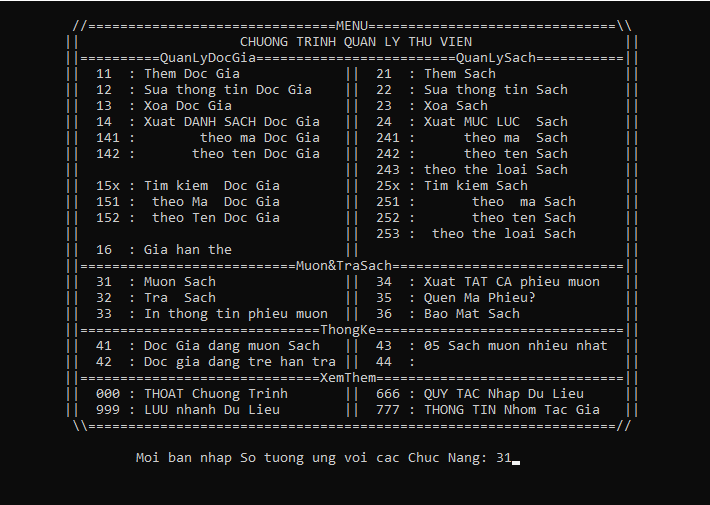 //===============================MENU===============================\\
||                    CHUONG TRINH QUAN LY THU VIEN                   ||
||==========QuanLyDocGia=========================QuanLySach===========||
||  11  : Them Doc Gia             ||  21  : Them Sach                ||
||  12  : Sua thong tin Doc Gia    ||  22  : Sua thong tin Sach       ||
||  13  : Xoa Doc Gia              ||  23  : Xoa Sach                 ||
||  14  : Xuat DANH SACH Doc Gia   ||  24  : Xuat MUC LUC  Sach       ||
||  141 :        theo ma Doc Gia   ||  241 :       theo ma  Sach      ||
||  142 :       theo ten Doc Gia   ||  242 :       theo ten Sach      ||
||                                 ||  243 : theo the loai Sach       ||
||  15x : Tim kiem  Doc Gia        ||  25x : Tim kiem Sach            ||
||  151 :  theo Ma  Doc Gia        ||  251 :       theo  ma Sach      ||
||  152 :  theo Ten Doc Gia        ||  252 :       theo ten Sach      ||
||                                 ||  253 :  theo the loai Sach      ||
||  16  : Gia han the              ||                                 ||
||===========================Muon&TraSach=============================||
||  31  : Muon Sach                ||  34  : Xuat TAT CA phieu muon   ||
||  32  : Tra  Sach                ||  35  : Quen Ma Phieu?           ||
||  33  : In thong tin phieu muon  ||  36  : Bao Mat Sach             ||
||==============================ThongKe===============================||
||  41  : Doc Gia dang muon Sach   ||  43  : 05 Sach muon nhieu nhat  ||
||  42  : Doc gia dang tre han tra ||  44  :                          ||
||==============================XemThem===============================||
||  000 : THOAT Chuong Trinh       ||  666 : QUY TAC Nhap Du Lieu     ||
||  999 : LUU nhanh Du Lieu        ||  777 : THONG TIN Nhom Tac Gia   ||
\\==================================================================//
Moi ban nhap So tuong ung voi cac Chuc Nang: 31